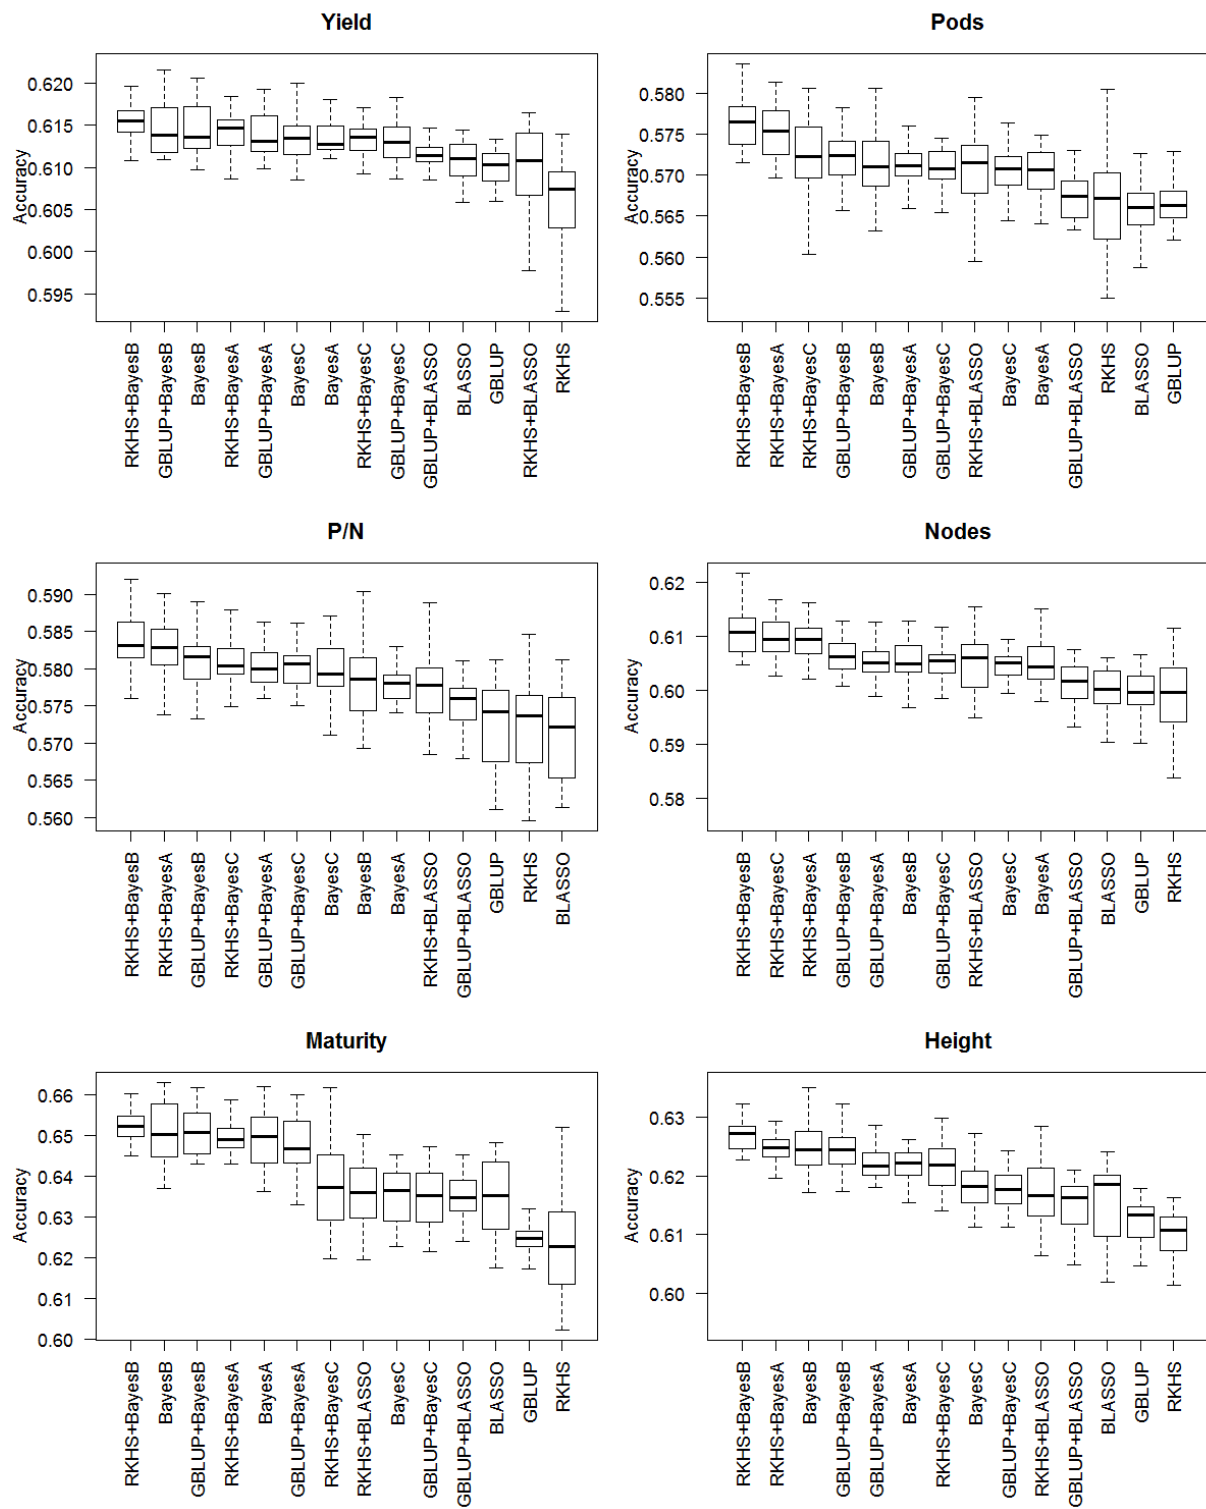 Yield
Accuracy
0.620
0.615
0.610
0.605
0.600
0.595
RKHS+BayesB
GBLUP+BayesB
BayesB
RKHS+BayesA
GBLUP+BayesA
BayesC
BayesA
RKHS+BayesC
GBLUP+BayesC
GBLUP+BLASSO
BLASSO
GBLUP
RKHS+BLASSO
RKHS
Pods
Accuracy
0.580
0.575
0.570
0.565
0.560
0.555
RKHS+BayesB
RKHS+BayesA
RKHS+BayesC
GBLUP+BayesB
BayesB
GBLUP+BayesA
GBLUP+BayesC
RKHS+BLASSO
BayesC
BayesA
GBLUP+BLASSO
RKHS
BLASSO
GBLUP
P/N
Accuracy
0.590
0.585
0.580
0.575
0.570
0.565
0.560
RKHS+BayesB
RKHS+BayesA
GBLUP+BayesB
RKHS+BayesC
GBLUP+BayesA
GBLUP+BayesC
BayesC
BayesB
BayesA
RKHS+BLASSO
GBLUP+BLASSO
GBLUP
RKHS
BLASSO
Nodes
Accuracy
0.62
0.61
0.60
0.59
0.58
RKHS+BayesB
RKHS+BayesC
RKHS+BayesA
GBLUP+BayesB
GBLUP+BayesA
BayesB
GBLUP+BayesC
RKHS+BLASSO
BayesC
BayesA
GBLUP+BLASSO
BLASSO
GBLUP
RKHS
Maturity
Accuracy
0.66
0.65
0.64
0.63
0.62
0.61
0.60
RKHS+BayesB
BayesB
GBLUP+BayesB
RKHS+BayesA
BayesA
GBLUP+BayesA
RKHS+BayesC
RKHS+BLASSO
BayesC
GBLUP+BayesC
GBLUP+BLASSO
BLASSO
GBLUP
RKHS
Height
Accuracy
0.63
0.62
0.61
0.60
RKHS+BayesB
RKHS+BayesA
BayesB
GBLUP+BayesB
GBLUP+BayesA
BayesA
RKHS+BayesC
BayesC
GBLUP+BayesC
RKHS+BLASSO
GBLUP+BLASSO
BLASSO
GBLUP
RKHS